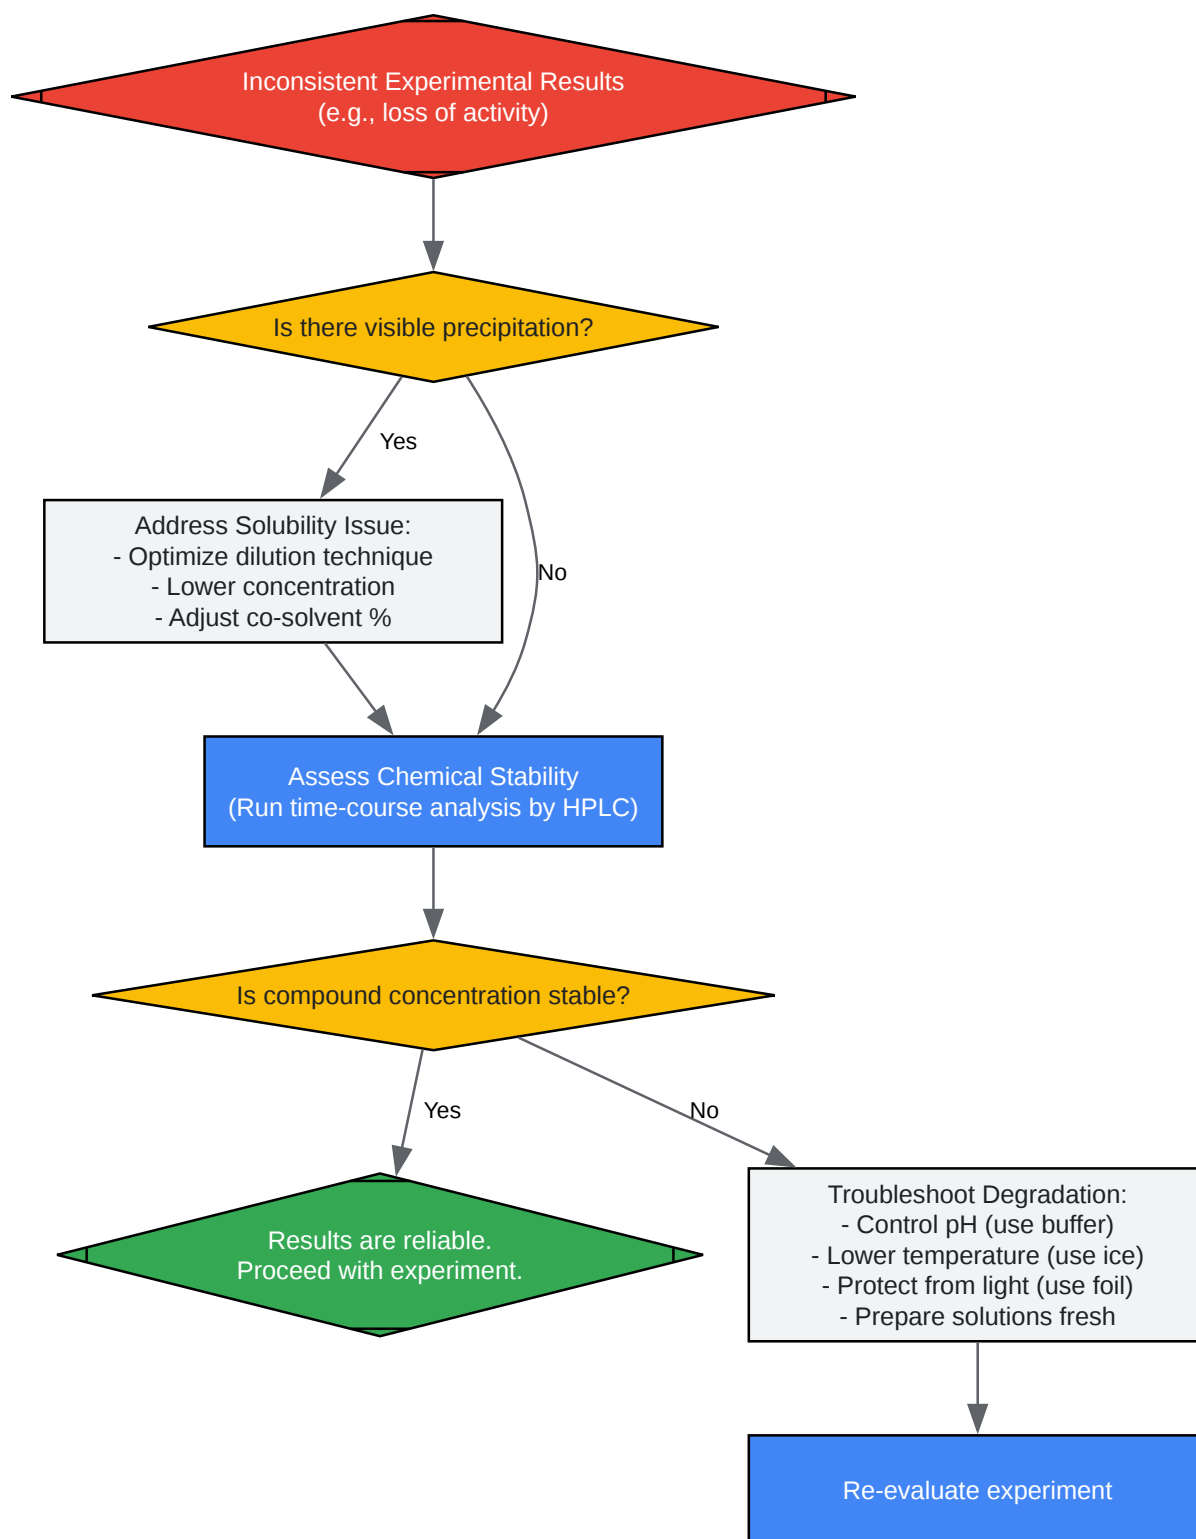 Inconsistent Experimental Results
(e.g., loss of activity)
Is there visible precipitation?
Yes
Address Solubility Issue:
- Optimize dilution technique
- Lower concentration
- Adjust co-solvent %
No
Assess Chemical Stability
(Run time-course analysis by HPLC)
Is compound concentration stable?
Yes
No
Results are reliable.
Proceed with experiment.
Troubleshoot Degradation:
- Control pH (use buffer)
- Lower temperature (use ice)
- Protect from light (use foil)
- Prepare solutions fresh
Re-evaluate experiment